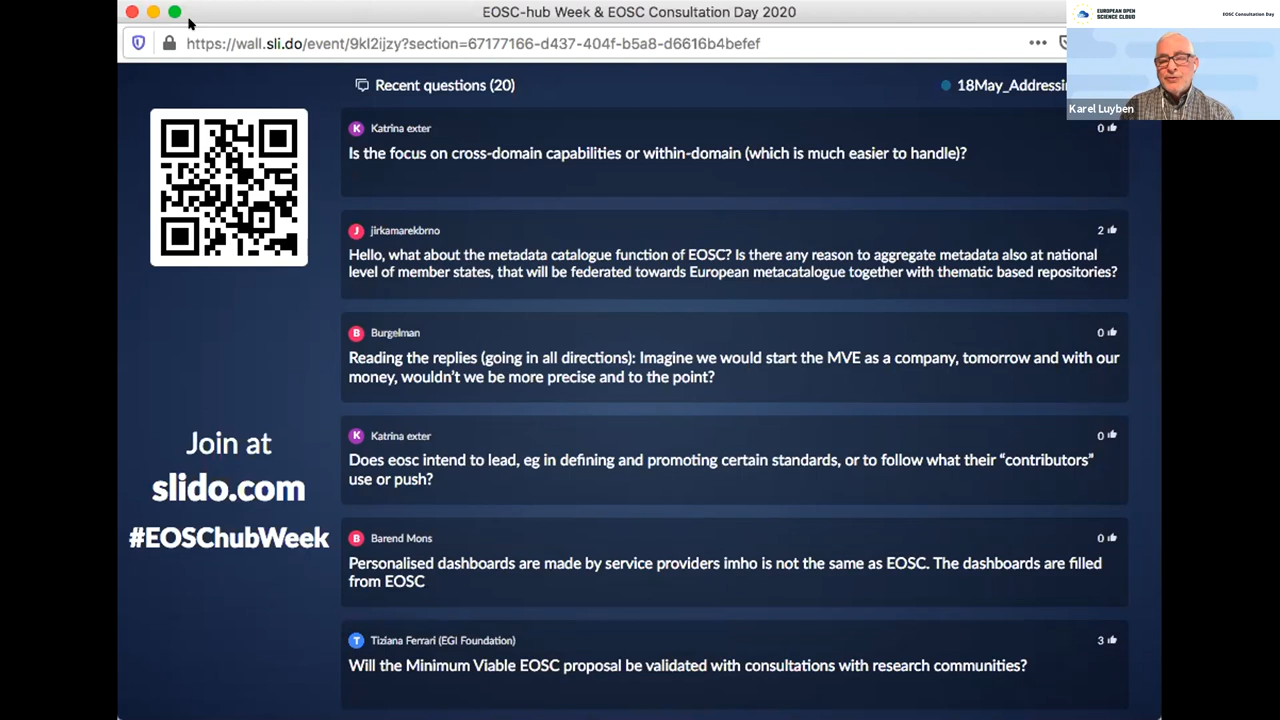 EOSC-hub Week & EOSC Consultation Day 2020
https://wall.sli.do/event/9kl2ijzy?section=67177166-d437-404f-b5a8-d6616b4befef
EUROPEAN OPEN
SCIENCE CLOUD
EOSC Consultation Day
Karel Luyben
Recent questions (20)
18May_Addressin
K Katrina exter
0
Is the focus on cross-domain capabilities or within-domain (which is much easier to handle)?
J jirkamarekbrno
2
Hello, what about the metadata catalogue function of EOSC? Is there any reason to aggregate metadata also at national
level of member states, that will be federated towards European metacatalogue together with thematic based repositories?
B Burgelman
0
Reading the replies (going in all directions): Imagine we would start the MVE as a company, tomorrow and with our
money, wouldn't we be more precise and to the point?
K Katrina exter
0
Does eosc intend to lead, eg in defining and promoting certain standards, or to follow what their “contributors”
use or push?
B Barend Mons
0
Personalised dashboards are made by service providers imho is not the same as EOSC. The dashboards are filled
from EOSC
T Tiziana Ferrari (EGI Foundation)
3
Will the Minimum Viable EOSC proposal be validated with consultations with research communities?
Join at
slido.com
#EOSChubWeek